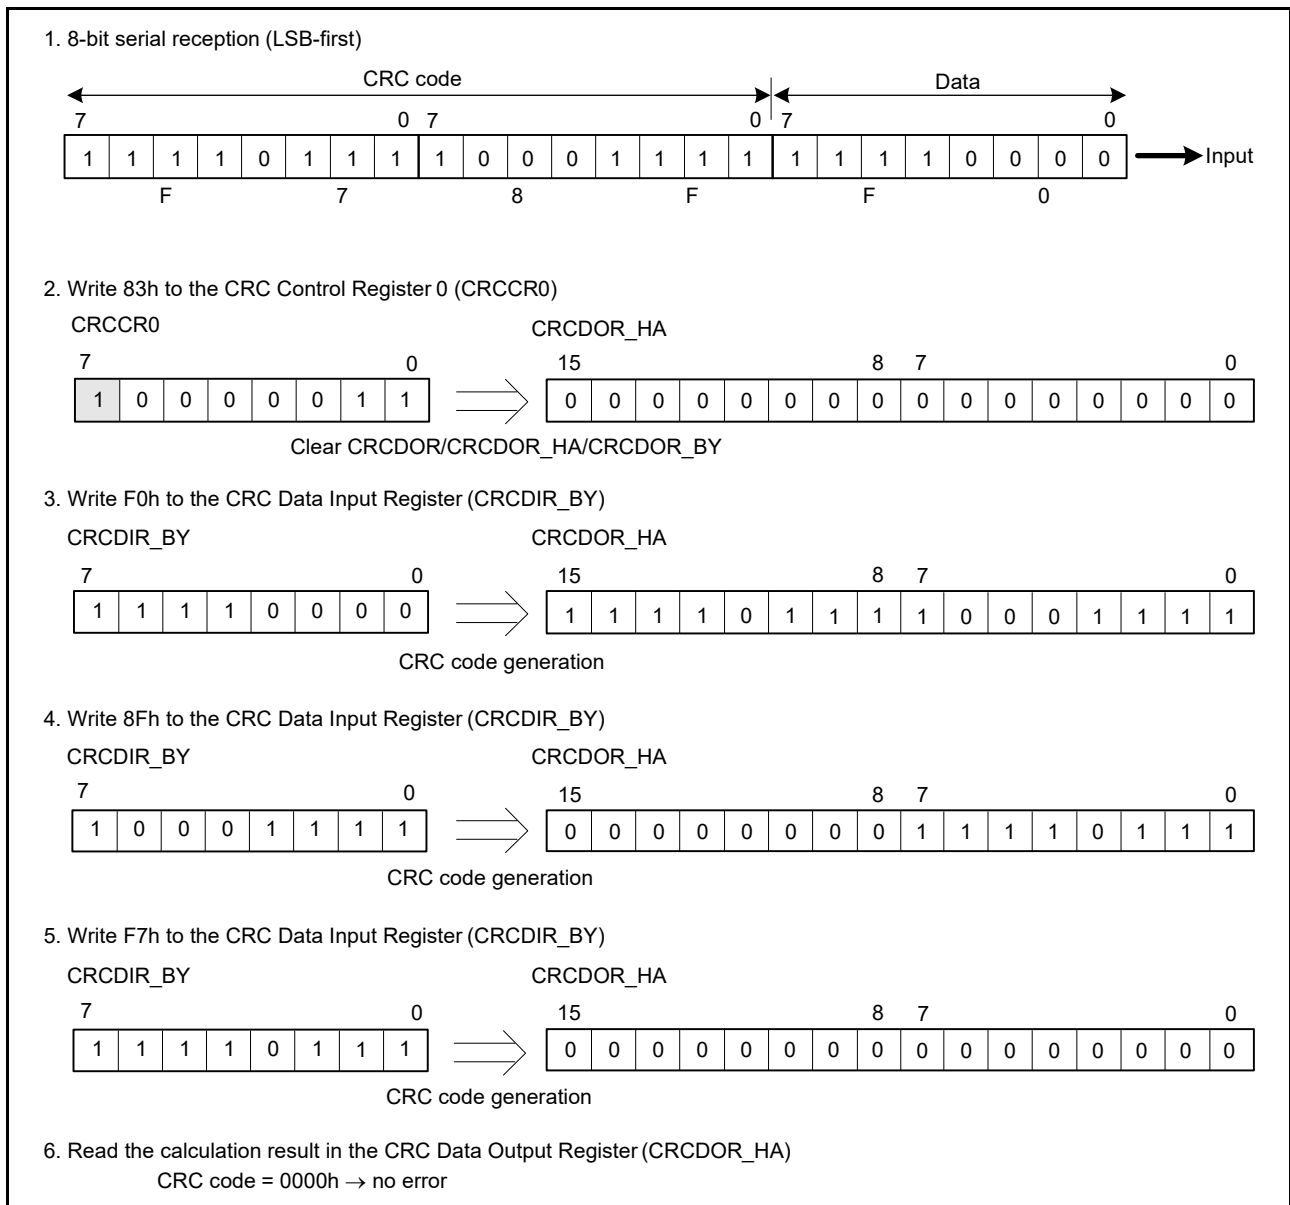 1. 8-bit serial reception (LSB-first)
CRC code Data
7 0 7 0 7 0
1 1 1 1 0 1 1 1 1 0 0 0 1 1 1 1 1 1 1 1 0 0 0 0 Input
F 7 8 F F 0
2. Write 83h to the CRC Control Register 0 (CRCCR0)
CRCCR0 CRCDOR_HA
7 0 15 8 7 0
1 0 0 0 0 0 1 1 0 0 0 0 0 0 0 0 0 0 0 0 0 0 0 0
Clear CRCDOR/CRCDOR_HA/CRCDOR_BY
3. Write F0h to the CRC Data Input Register (CRCDIR_BY)
CRCDIR_BY CRCDOR_HA
7 0 15 8 7 0
1 1 1 1 0 0 0 0 1 1 1 1 0 1 1 1 1 0 0 0 1 1 1 1
CRC code generation
4. Write 8Fh to the CRC Data Input Register (CRCDIR_BY)
CRCDIR_BY CRCDOR_HA
7 0 15 8 7 0
1 0 0 0 1 1 1 1 0 0 0 0 0 0 0 0 1 1 1 1 0 1 1 1
CRC code generation
5. Write F7h to the CRC Data Input Register (CRCDIR_BY)
CRCDIR_BY CRCDOR_HA
7 0 15 8 7 0
1 1 1 1 0 1 1 1 0 0 0 0 0 0 0 0 0 0 0 0 0 0 0 0
CRC code generation
6. Read the calculation result in the CRC Data Output Register (CRCDOR_HA)
CRC code = 0000h → no error